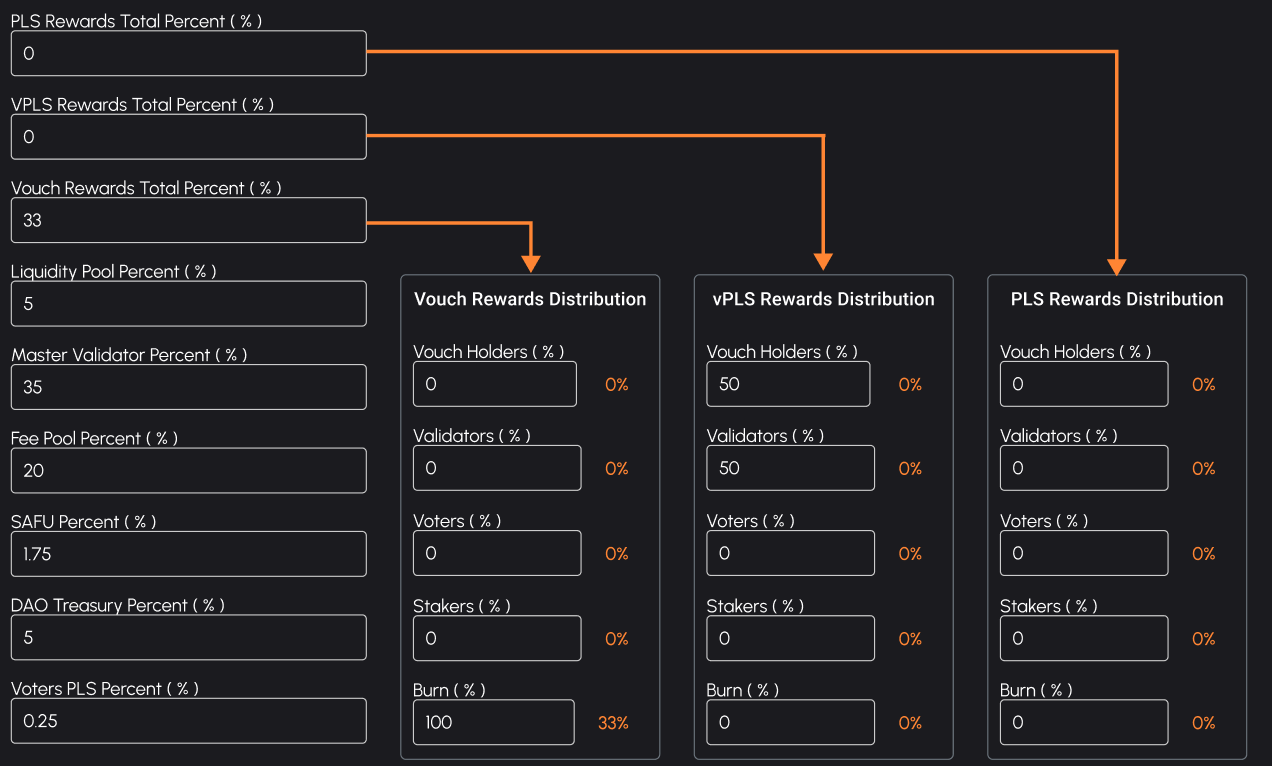 PLS Rewards Total Percent ( % )
0
VPLS Rewards Total Percent ( % )
0
Vouch Rewards Total Percent ( % )
33
Liquidity Pool Percent ( % )
5
Master Validator Percent ( % )
35
Fee Pool Percent ( % )
20
SAFU Percent ( % )
1.75
DAO Treasury Percent ( % )
5
Voters PLS Percent ( % )
0.25
Vouch Rewards Distribution
Vouch Holders ( % )
0 0%
Validators ( % )
0 0%
Voters ( % )
0 0%
Stakers ( % )
0 0%
Burn ( % )
100 33%
vPLS Rewards Distribution
Vouch Holders ( % )
50 0%
Validators ( % )
50 0%
Voters ( % )
0 0%
Stakers ( % )
0 0%
Burn ( % )
0 0%
PLS Rewards Distribution
Vouch Holders ( % )
0 0%
Validators ( % )
0 0%
Voters ( % )
0 0%
Stakers ( % )
0 0%
Burn ( % )
0 0%